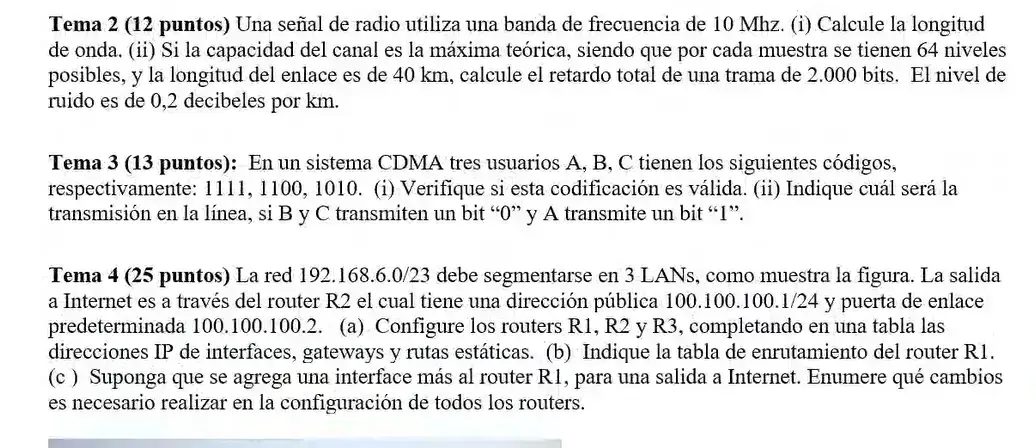 Tema 2 (12 puntos) Una señal de radio utiliza una banda de frecuencia de 10 Mhz. (i) Calcule la longitud
de onda. (ii) Si la capacidad del canal es la máxima teórica, siendo que por cada muestra se tienen 64 niveles
posibles, y la longitud del enlace es de 40 km, calcule el retardo total de una trama de 2.000 bits. El nivel de
ruido es de 0,2 decibeles por km.
Tema 3 (13 puntos): En un sistema CDMA tres usuarios A, B, C tienen los siguientes códigos,
respectivamente: 1111, 1100, 1010. (i) Verifique si esta codificación es válida. (ii) Indique cuál será la
transmisión en la línea, si B y C transmiten un bit “0” y A transmite un bit “1”.
Tema 4 (25 puntos) La red 192.168.6.0/23 debe segmentarse en 3 LANs, como muestra la figura. La salida
a Internet es a través del router R2 el cual tiene una dirección pública 100.100.100.1/24 y puerta de enlace
predeterminada 100.100.100.2. (a) Configure los routers R1, R2 y R3, completando en una tabla las
direcciones IP de interfaces, gateways y rutas estáticas. (b) Indique la tabla de enrutamiento del router R1.
(c ) Suponga que se agrega una interface más al router R1, para una salida a Internet. Enumere qué cambios
es necesario realizar en la configuración de todos los routers.